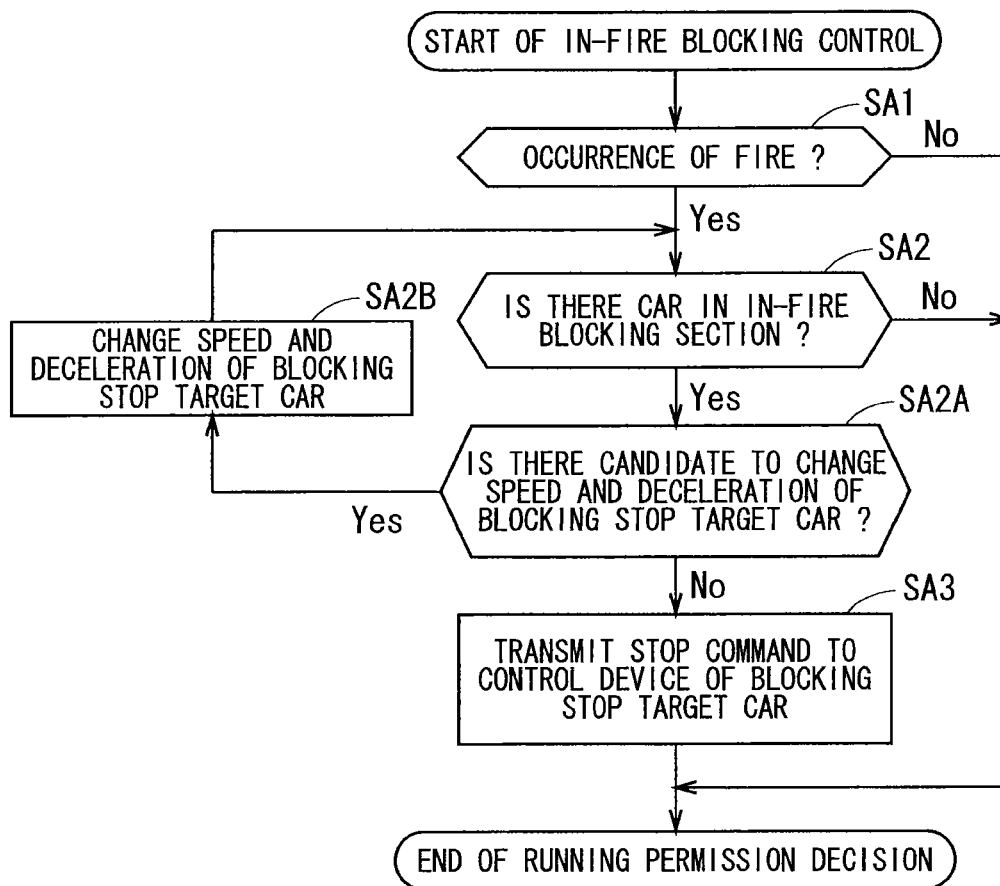 START OF IN-FIRE BLOCKING CONTROL
SA1
OCCURRENCE OF FIRE ?
No
Yes
SA2
IS THERE CAR IN IN-FIRE
BLOCKING SECTION ?
No
SA2B
CHANGE SPEED AND
DECELERATION OF BLOCKING
STOP TARGET CAR
Yes
SA2A
IS THERE CANDIDATE TO CHANGE
SPEED AND DECELERATION OF
BLOCKING STOP TARGET CAR ?
Yes
No
SA3
TRANSMIT STOP COMMAND TO
CONTROL DEVICE OF BLOCKING
STOP TARGET CAR
END OF RUNNING PERMISSION DECISION